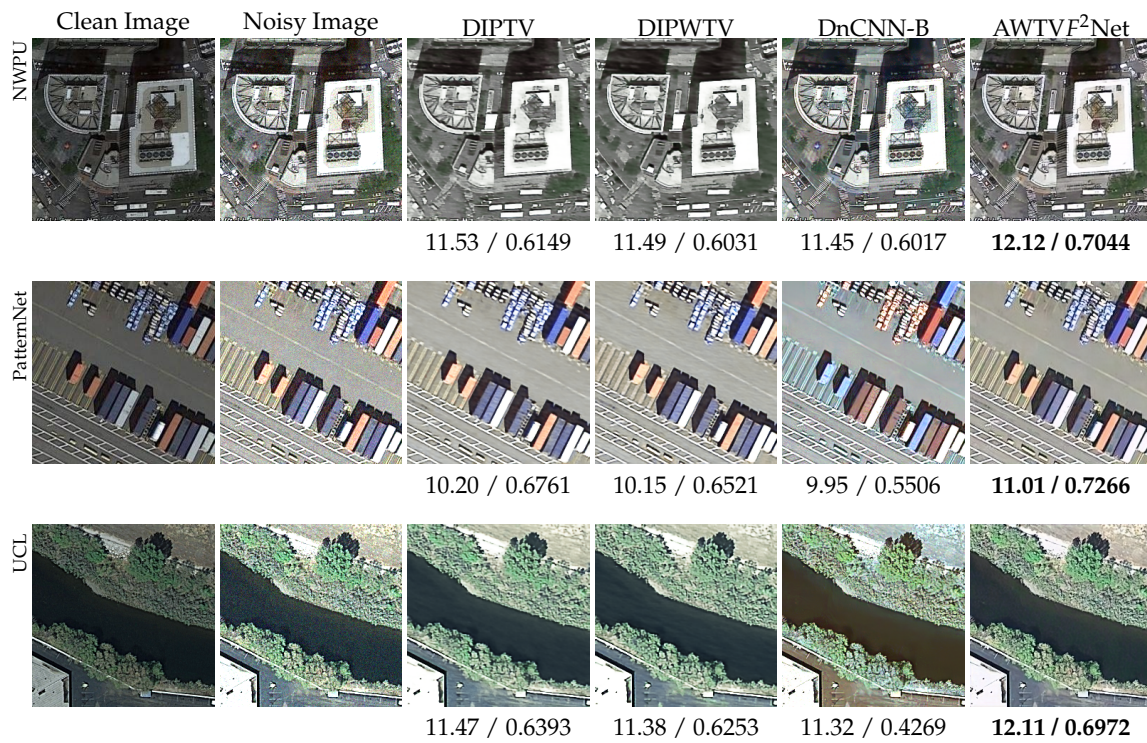 Clean Image Noisy Image DIPTV DIPWTV DnCNN-B AWTVF²Net
NWPU
11.53 / 0.6149 11.49 / 0.6031 11.45 / 0.6017 12.12 / 0.7044
PatternNet
10.20 / 0.6761 10.15 / 0.6521 9.95 / 0.5506 11.01 / 0.7266
UCL
11.47 / 0.6393 11.38 / 0.6253 11.32 / 0.4269 12.11 / 0.6972